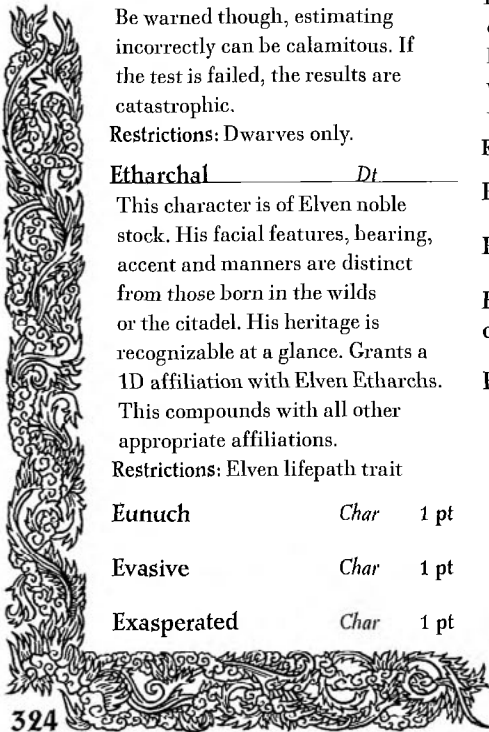 Be warned though, estimating
incorrectly can be calamitous. If
the test is failed, the results are
catastrophic.
Restrictions: Dwarves only.
Etharchal Dt
This character is of Elven noble
stock. His facial features, bearing,
accent and manners are distinct
from those born in the wilds
or the citadel. His heritage is
recognizable at a glance. Grants a
1D affiliation with Elven Etharchs.
This compounds with all other
appropriate affiliations.
Restrictions: Elven lifepath trait
Eunuch Char 1 pt
Evasive Char 1 pt
Exasperated Char 1 pt
324